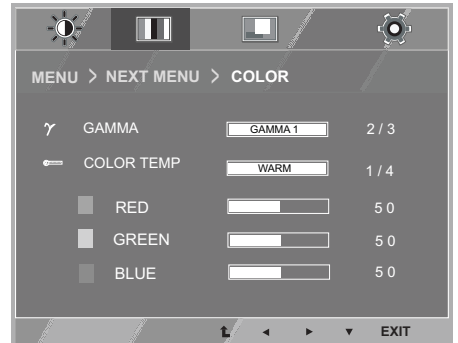 MENU > NEXT MENU > COLOR
γ GAMMA GAMMA 1 2 / 3
COLOR TEMP WARM 1 / 4
RED 5 0
GREEN 5 0
BLUE 5 0
EXIT